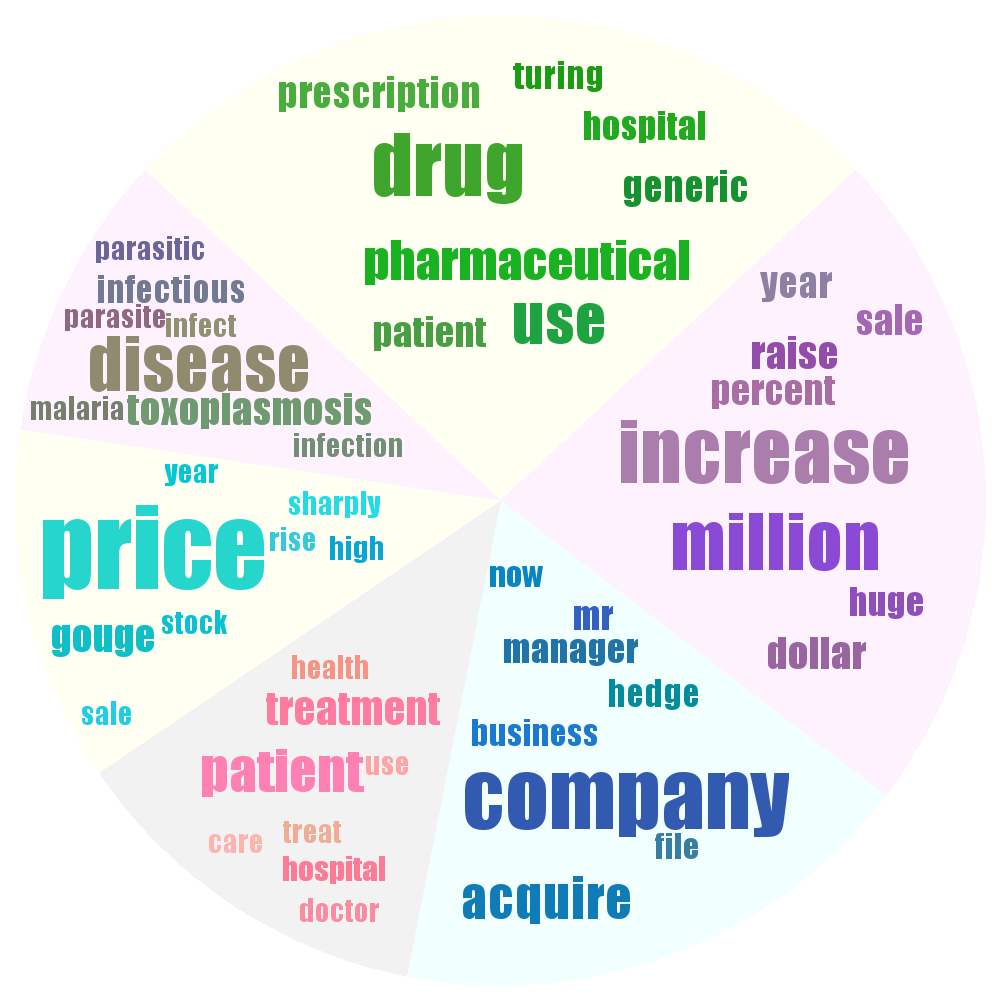 turing
prescription
hospital
drug
generic
pharmaceutical
use
patient
year
sale
raise
percent
increase
million
huge
dollar
now
mr
manager
hedge
business
company
file
acquire
health
treatment
patient
use
treat
care
hospital
doctor
year
sharply
price
rise
high
stock
gouge
sale
parasitic
infectious
parasite
infect
disease
malaria
toxoplasmosis
infection